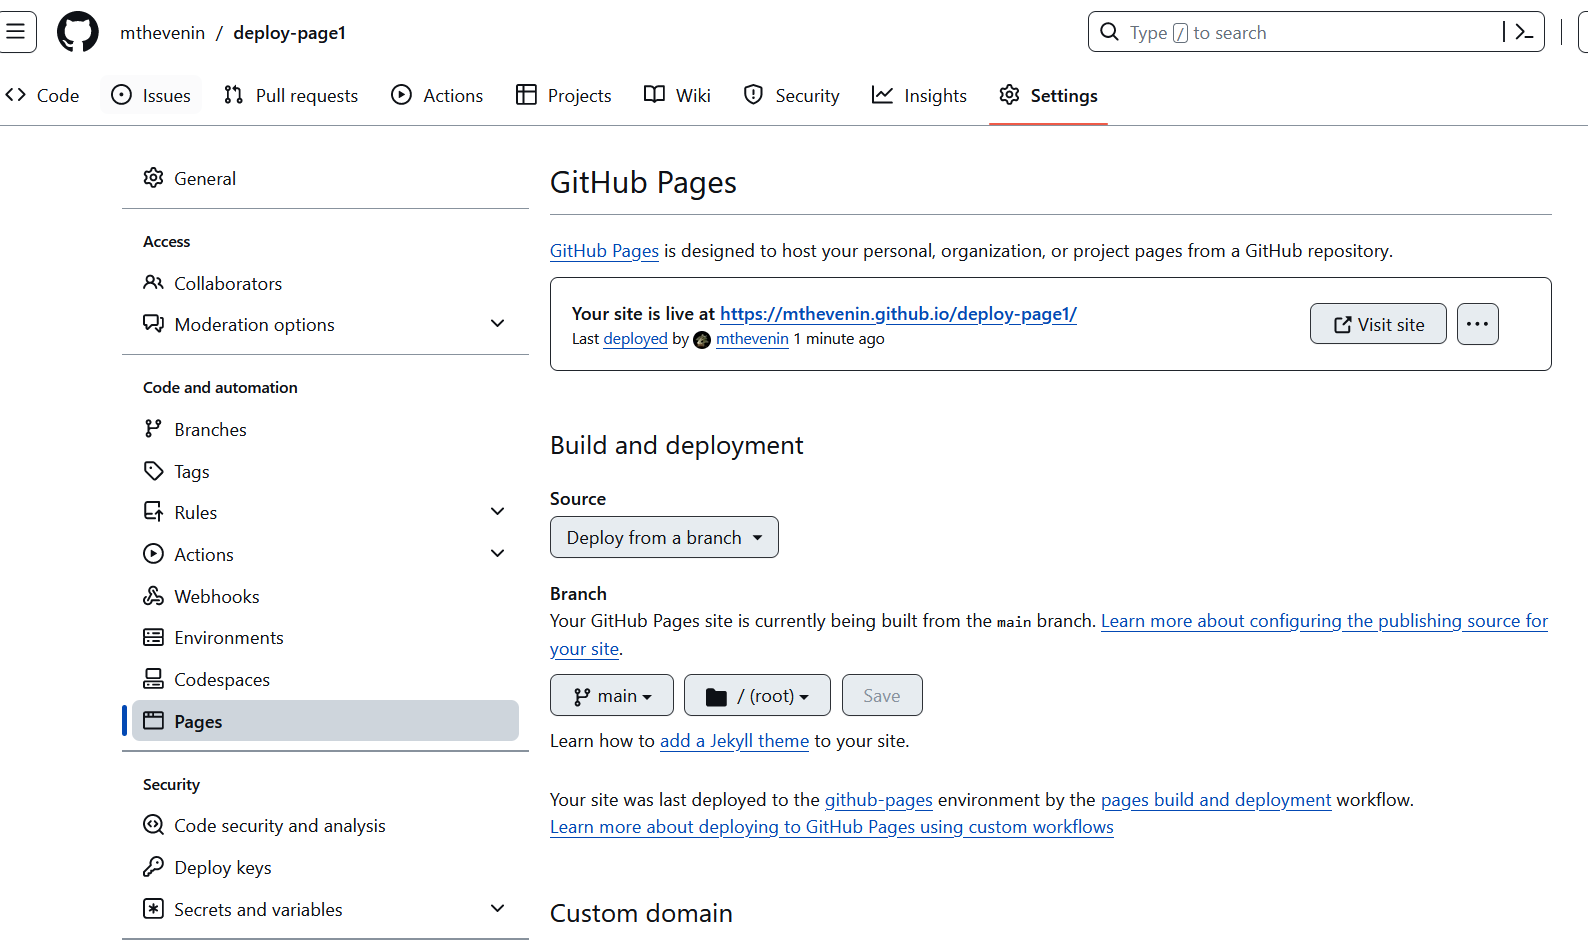 mthevenin / deploy-page1
Type / to search
Code
Issues
Pull requests
Actions
Projects
Wiki
Security
Insights
Settings
General
Access
Collaborators
Moderation options
Code and automation
Branches
Tags
Rules
Actions
Webhooks
Environments
Codespaces
Pages
Security
Code security and analysis
Deploy keys
Secrets and variables
GitHub Pages
GitHub Pages is designed to host your personal, organization, or project pages from a GitHub repository.
Your site is live at https://mthevenin.github.io/deploy-page1/
Last deployed by mthevenin 1 minute ago
Visit site
Build and deployment
Source
Deploy from a branch
Branch
Your GitHub Pages site is currently being built from the main branch. Learn more about configuring the publishing source for
your site.
main
/ (root)
Save
Learn how to add a Jekyll theme to your site.
Your site was last deployed to the github-pages environment by the pages build and deployment workflow.
Learn more about deploying to GitHub Pages using custom workflows
Custom domain